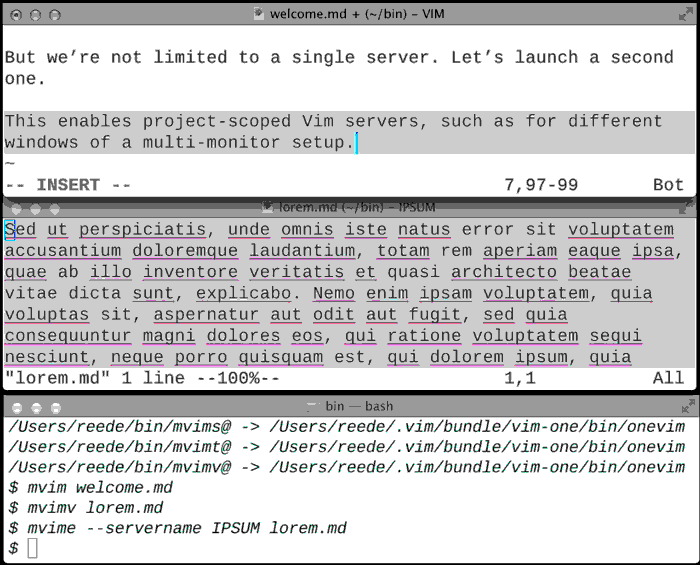 welcome.md + (~/bin) – VIM
But we’re not limited to a single server. Let’s launch a second
one.
This enables project-scoped Vim servers, such as for different
windows of a multi-monitor setup.
~
-- INSERT -- 7,97-99 Bot
lorem.md (~/bin) – IPSUM
Sed ut perspiciatis, unde omnis iste natus error sit voluptatem
accusantium doloremque laudantium, totam rem aperiam eaque ipsa,
quae ab illo inventore veritatis et quasi architecto beatae
vitae dicta sunt, explicabo. Nemo enim ipsam voluptatem, quia
voluptas sit, aspernatur aut odit aut fugit, sed quia
consequuntur magni dolores eos, qui ratione voluptatem sequi
nesciunt, neque porro quisquam est, qui dolorem ipsum, quia
"lorem.md" 1 line --100%-- 1,1 All
bin — bash
/Users/reede/bin/mvims@ -> /Users/reede/.vim/bundle/vim-one/bin/onevim
/Users/reede/bin/mvimt@ -> /Users/reede/.vim/bundle/vim-one/bin/onevim
/Users/reede/bin/mvimv@ -> /Users/reede/.vim/bundle/vim-one/bin/onevim
$ mvim welcome.md
$ mvimv lorem.md
$ mvime --servername IPSUM lorem.md
$